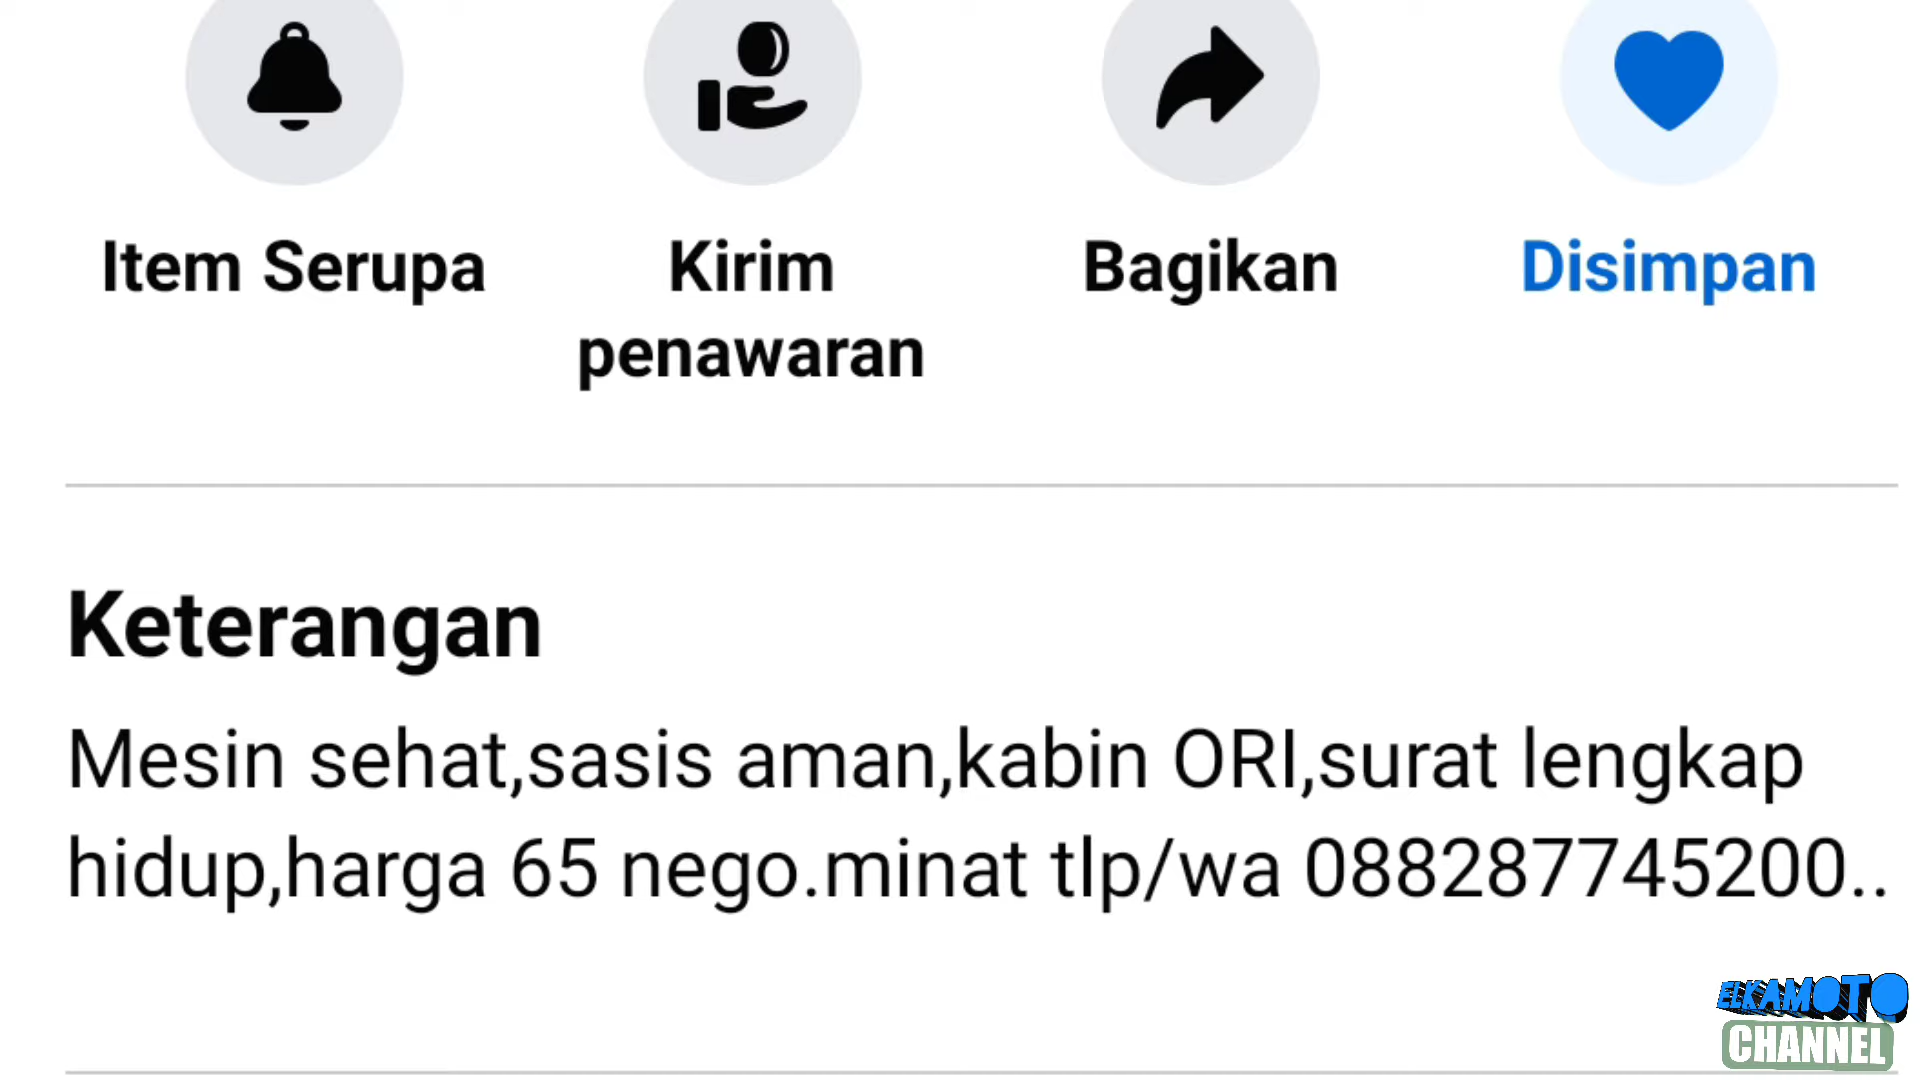 Item Serupa
Kirim
penawaran
Bagikan
Disimpan
Keterangan
Mesin sehat,sasis aman,kabin ORI,surat lengkap
hidup,harga 65 nego.minat tlp/wa 088287745200..
ELKAMOTO
CHANNEL